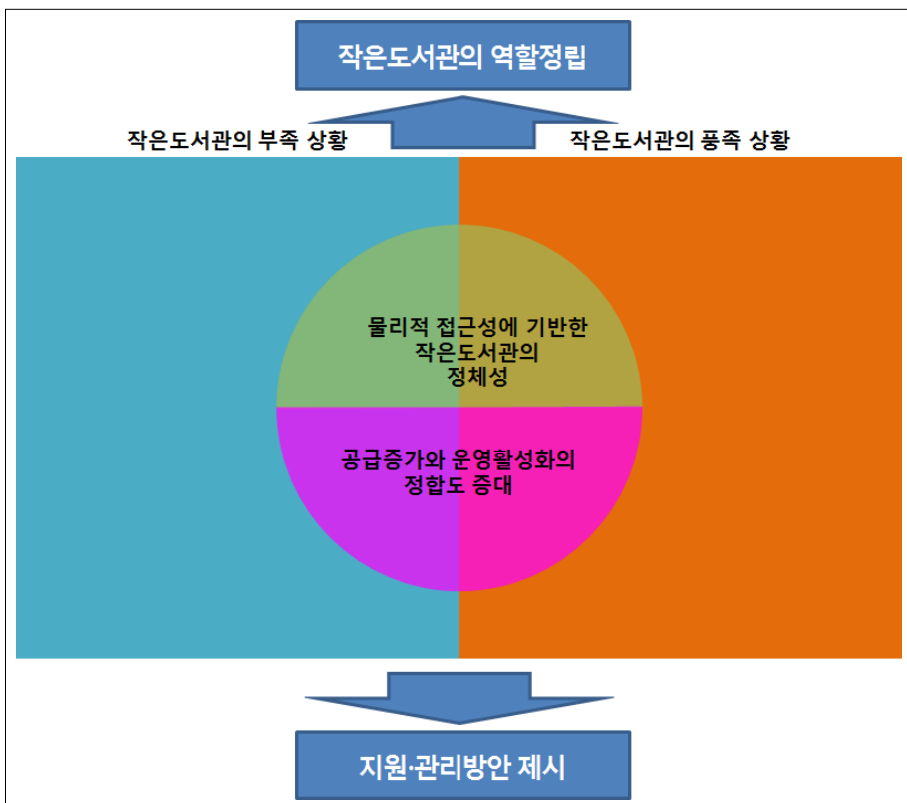 작은도서관의 역할정립
작은도서관의 부족 상황
작은도서관의 풍족 상황
물리적 접근성에 기반한
작은도서관의
정체성
공급증가와 운영활성화의
정합도 증대
지원·관리방안 제시